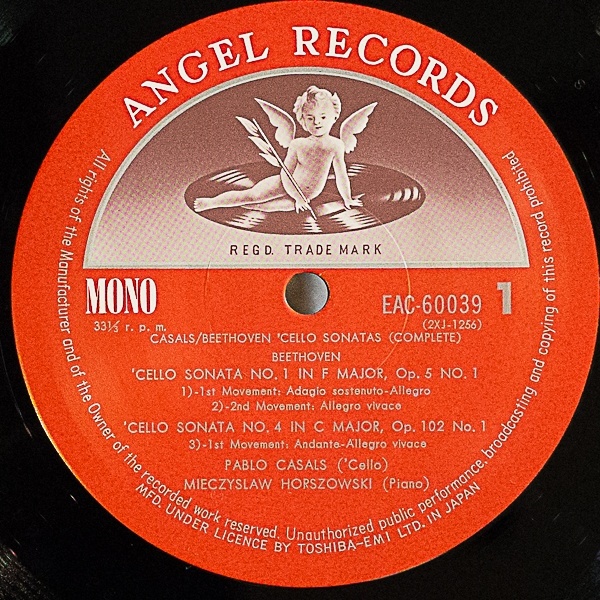 ANGEL RECORDS
REGD. TRADE MARK
MONO
EAC-60039 1
33⅓ r. p. m.
(2XJ-1256)
CASALS/BEETHOVEN 'CELLO SONATAS (COMPLETE)
BEETHOVEN
'CELLO SONATA NO. 1 IN F MAJOR, Op. 5 NO. 1
1)-1st Movement: Adagio sostenuto-Allegro
2)-2nd Movement: Allegro vivace
'CELLO SONATA NO. 4 IN C MAJOR, Op. 102 No. 1
3)-1st Movement: Andante-Allegro vivace
PABLO CASALS ('Cello)
MIECZYSLAW HORSZOWSKI (Piano)
All rights of the Manufacturer and of the Owner of the recorded work reserved. Unauthorized public performance, broadcasting and copying of this record prohibited
MFD. UNDER LICENCE BY TOSHIBA-EMI LTD. IN JAPAN